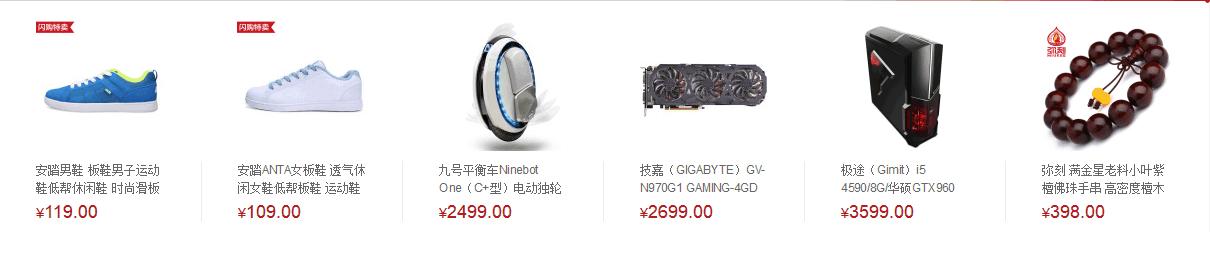 闪购特卖
闪购特卖
弥刻
安踏男鞋 板鞋男子运动
鞋低帮休闲鞋 时尚滑板
¥119.00
安踏ANTA女板鞋 透气休
闲女鞋低帮板鞋 运动鞋
¥109.00
九号平衡车Ninebot
One（C+型）电动独轮
¥2499.00
技嘉（GIGABYTE）GV-
N970G1 GAMING-4GD
¥2699.00
极途（Gimit）i5
4590/8G/华硕GTX960
¥3599.00
弥刻 满金星老料小叶紫
檀佛珠手串 高密度檀木
¥398.00